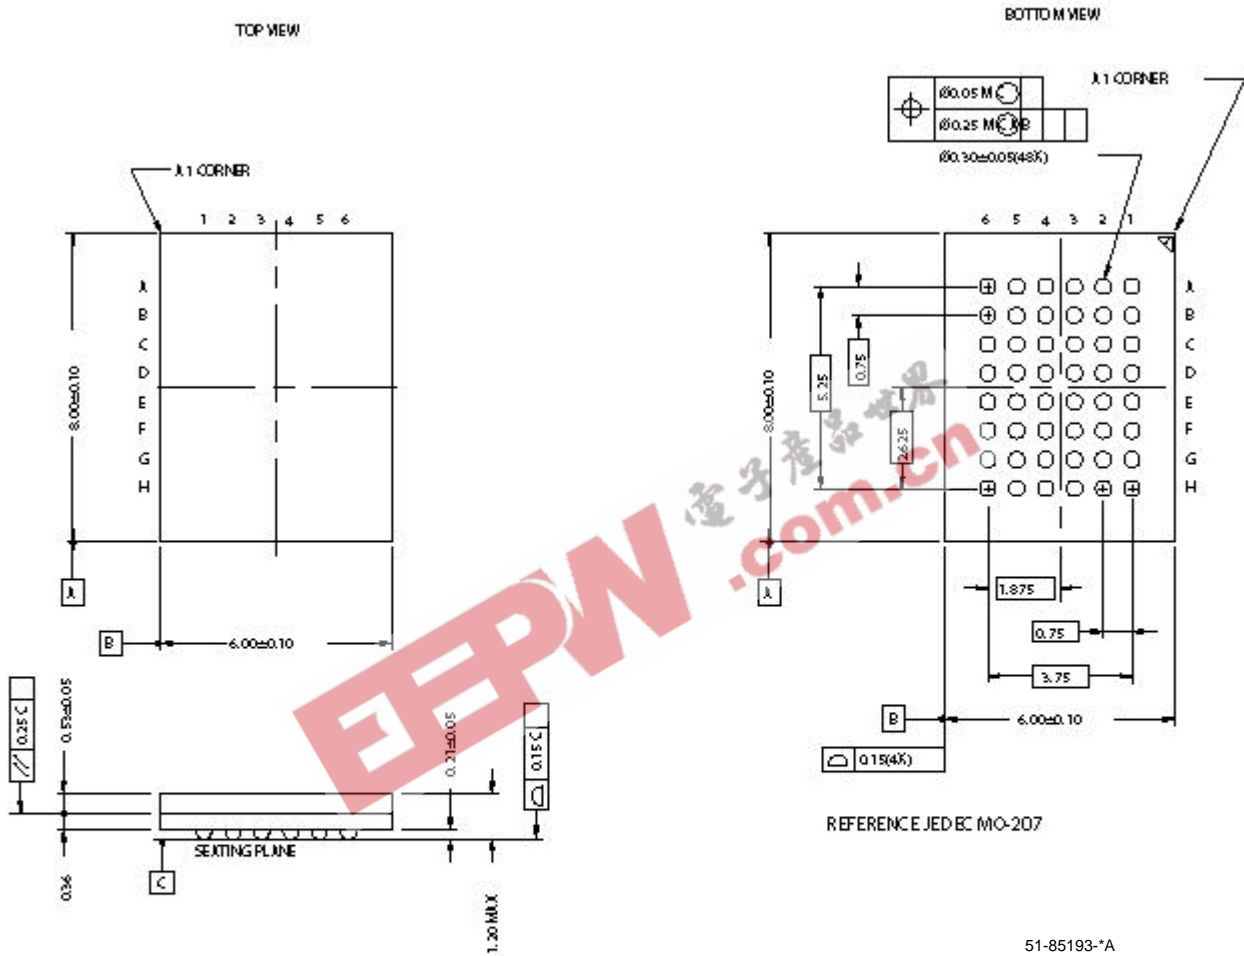 TOP VIEW
BOTTOM VIEW
A1 CORNER
Ø0.05 M C
Ø0.25 M C A B
Ø0.30±0.05(48X)
A1 CORNER
1 2 3 4 5 6
6 5 4 3 2 1
A
B
C
D
E
F
G
H
8.00±0.10
A
B
6.00±0.10
A
B
C
D
E
F
G
H
5.25
0.75
2.625
8.00±0.10
A
1.875
0.75
3.75
B
6.00±0.10
0.15(4X)
電子產品世界
EEPW.com.cn
0.25 C
0.53±0.05
0.21±0.05
0.15 C
SEATING PLANE
C
0.36
1.20 MAX
REFERENCE JEDEC MO-207
51-85193-*A